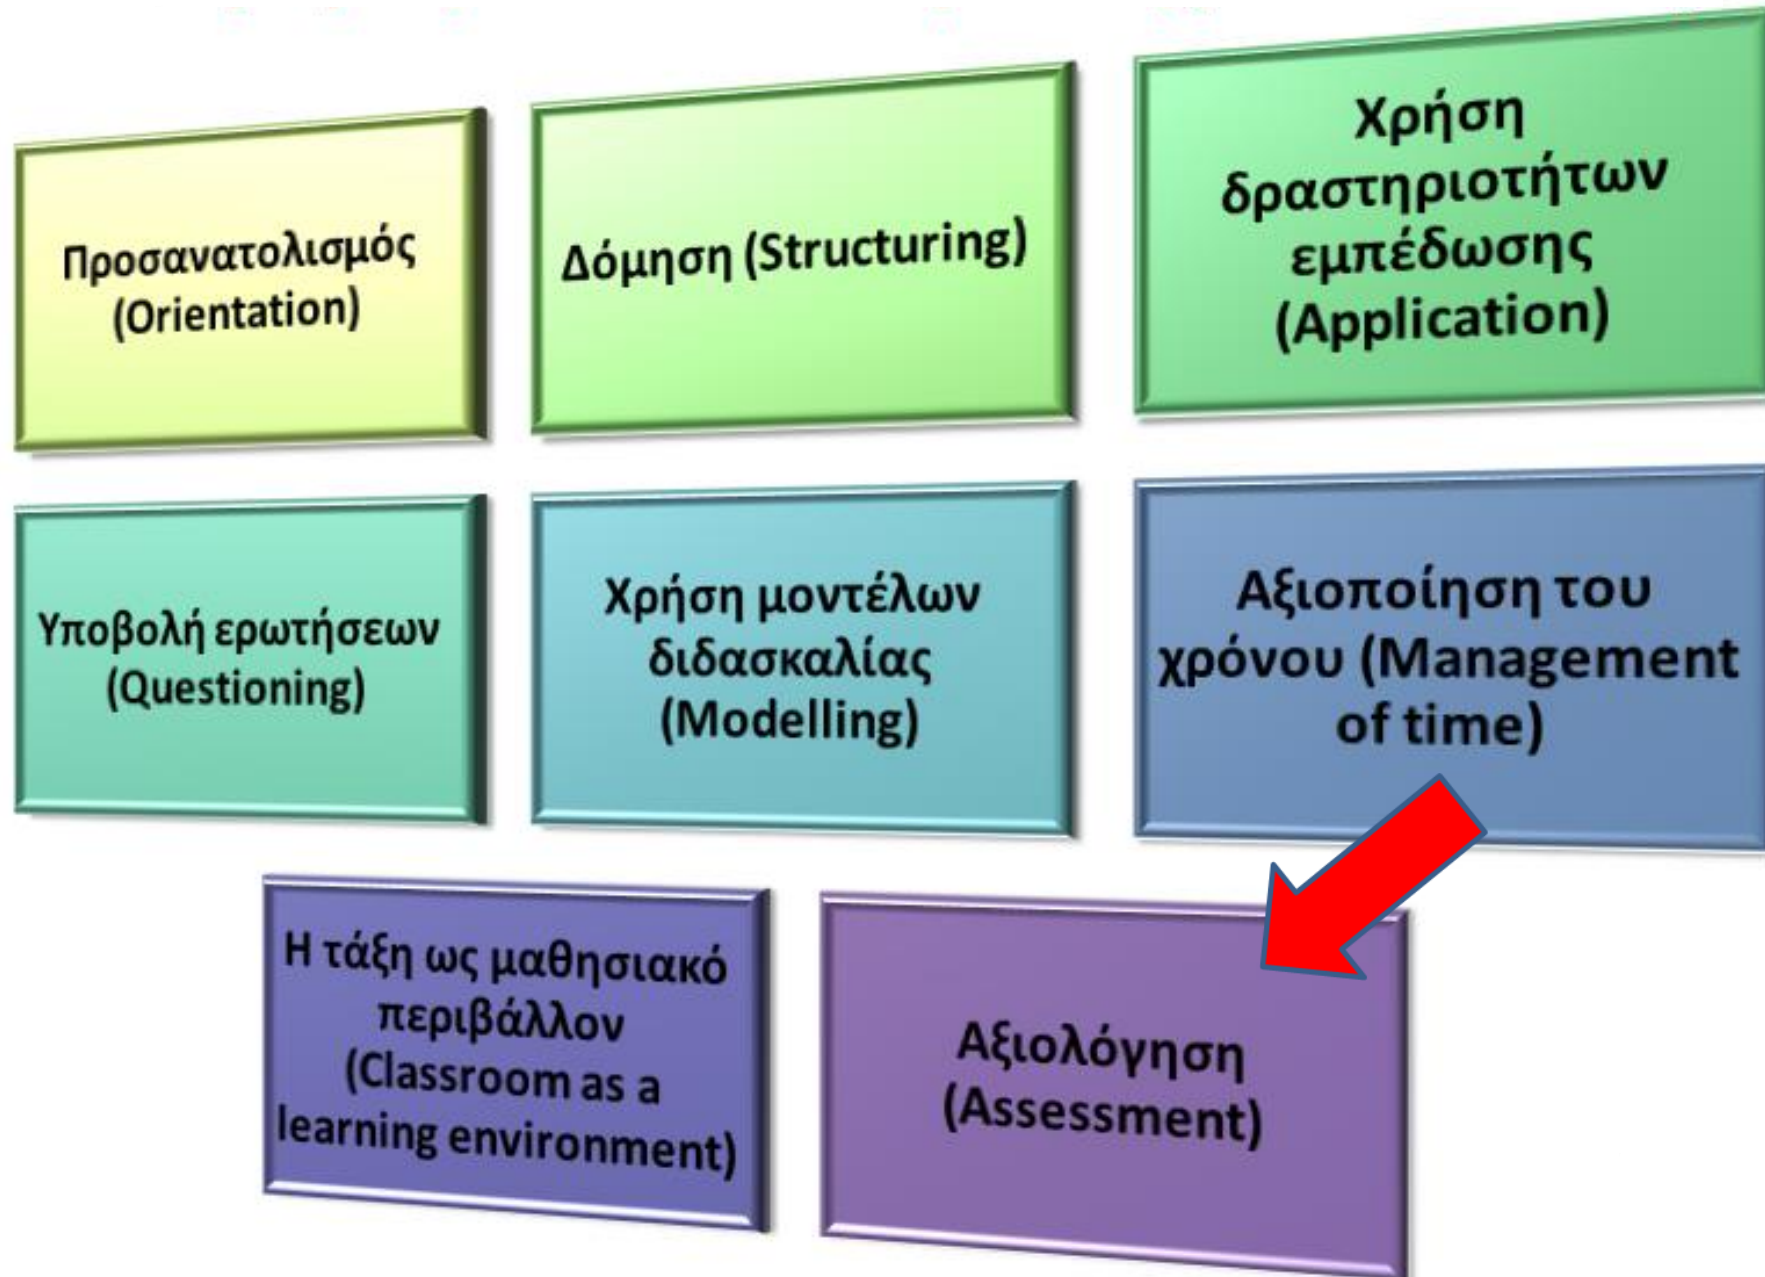 Προσανατολισμός
(Orientation)
Δόμηση (Structuring)
Χρήση
δραστηριοτήτων
εμπέδωσης
(Application)
Υποβολή ερωτήσεων
(Questioning)
Χρήση μοντέλων
διδασκαλίας
(Modelling)
Αξιοποίηση του
χρόνου (Management
of time)
Η τάξη ως μαθησιακό
περιβάλλον
(Classroom as a
learning environment)
Αξιολόγηση
(Assessment)